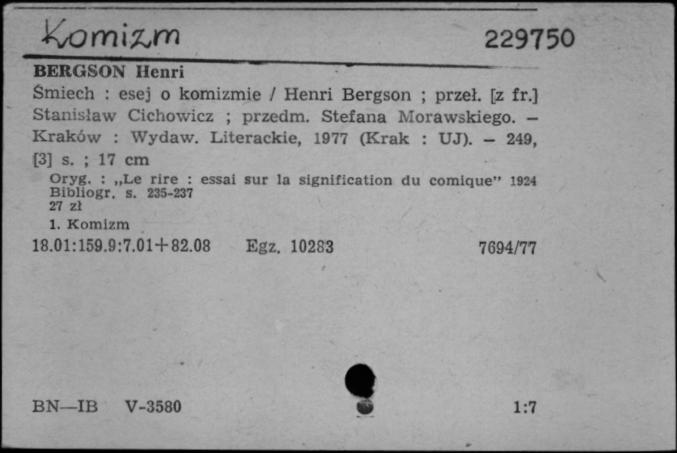 Komizm 229750
BERGSON Henri
Śmiech : esej o komizmie / Henri Bergson ; przeł. [z fr.]
Stanisław Cichowicz ; przedm. Stefana Morawskiego. —
Kraków : Wydaw. Literackie, 1977 (Krak : UJ). — 249,
[3] s. ; 17 cm
Oryg. : „Le rire : essai sur la signification du comique” 1924
Bibliogr. s. 235-237
27 zł
1. Komizm
18.01:159.9:7.01+82.08 Egz. 10283 7694/77
BN—IB V-3580 1:7